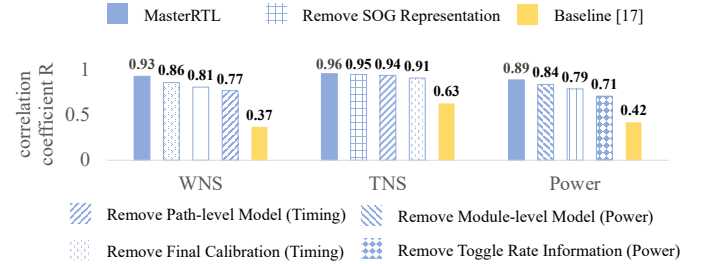 MasterRTL Remove SOG Representation Baseline [17]
correlation
coefficient R
1
0.5
0
0.93 0.86 0.81 0.77 0.37
0.96 0.95 0.94 0.91 0.63
0.89 0.84 0.79 0.71 0.42
WNS TNS Power
Remove Path-level Model (Timing) Remove Module-level Model (Power)
Remove Final Calibration (Timing) Remove Toggle Rate Information (Power)